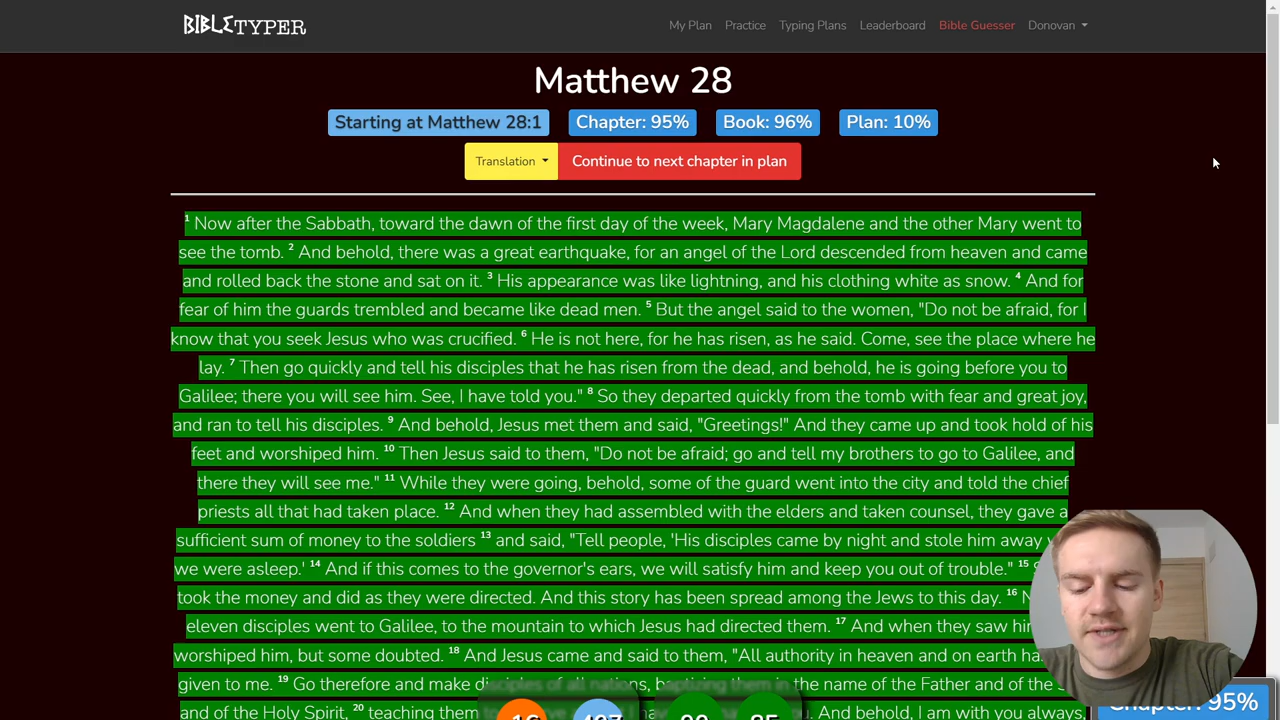 BIBLETYPER
My Plan Practice Typing Plans Leaderboard Bible Guesser Donovan
Matthew 28
Starting at Matthew 28:1 Chapter: 95% Book: 96% Plan: 10%
Translation Continue to next chapter in plan
1 Now after the Sabbath, toward the dawn of the first day of the week, Mary Magdalene and the other Mary went to
see the tomb. 2 And behold, there was a great earthquake, for an angel of the Lord descended from heaven and came
and rolled back the stone and sat on it. 3 His appearance was like lightning, and his clothing white as snow. 4 And for
fear of him the guards trembled and became like dead men. 5 But the angel said to the women, "Do not be afraid, for I
know that you seek Jesus who was crucified. 6 He is not here, for he has risen, as he said. Come, see the place where he
lay. 7 Then go quickly and tell his disciples that he has risen from the dead, and behold, he is going before you to
Galilee; there you will see him. See, I have told you." 8 So they departed quickly from the tomb with fear and great joy,
and ran to tell his disciples. 9 And behold, Jesus met them and said, "Greetings!" And they came up and took hold of his
feet and worshiped him. 10 Then Jesus said to them, "Do not be afraid; go and tell my brothers to go to Galilee, and
there they will see me." 11 While they were going, behold, some of the guard went into the city and told the chief
priests all that had taken place. 12 And when they had assembled with the elders and taken counsel, they gave a
sufficient sum of money to the soldiers 13 and said, "Tell people, 'His disciples came by night and stole him away
we were asleep.' 14 And if this comes to the governor's ears, we will satisfy him and keep you out of trouble." 15
took the money and did as they were directed. And this story has been spread among the Jews to this day. 16
eleven disciples went to Galilee, to the mountain to which Jesus had directed them. 17 And when they saw
worshiped him, but some doubted. 18 And Jesus came and said to them, "All authority in heaven and on earth
given to me. 19 Go therefore and make disciples of all nations, baptizing them in the name of the Father and of the
and of the Holy Spirit, 20 teaching them And behold, I am with you always,
Chapter: 95%